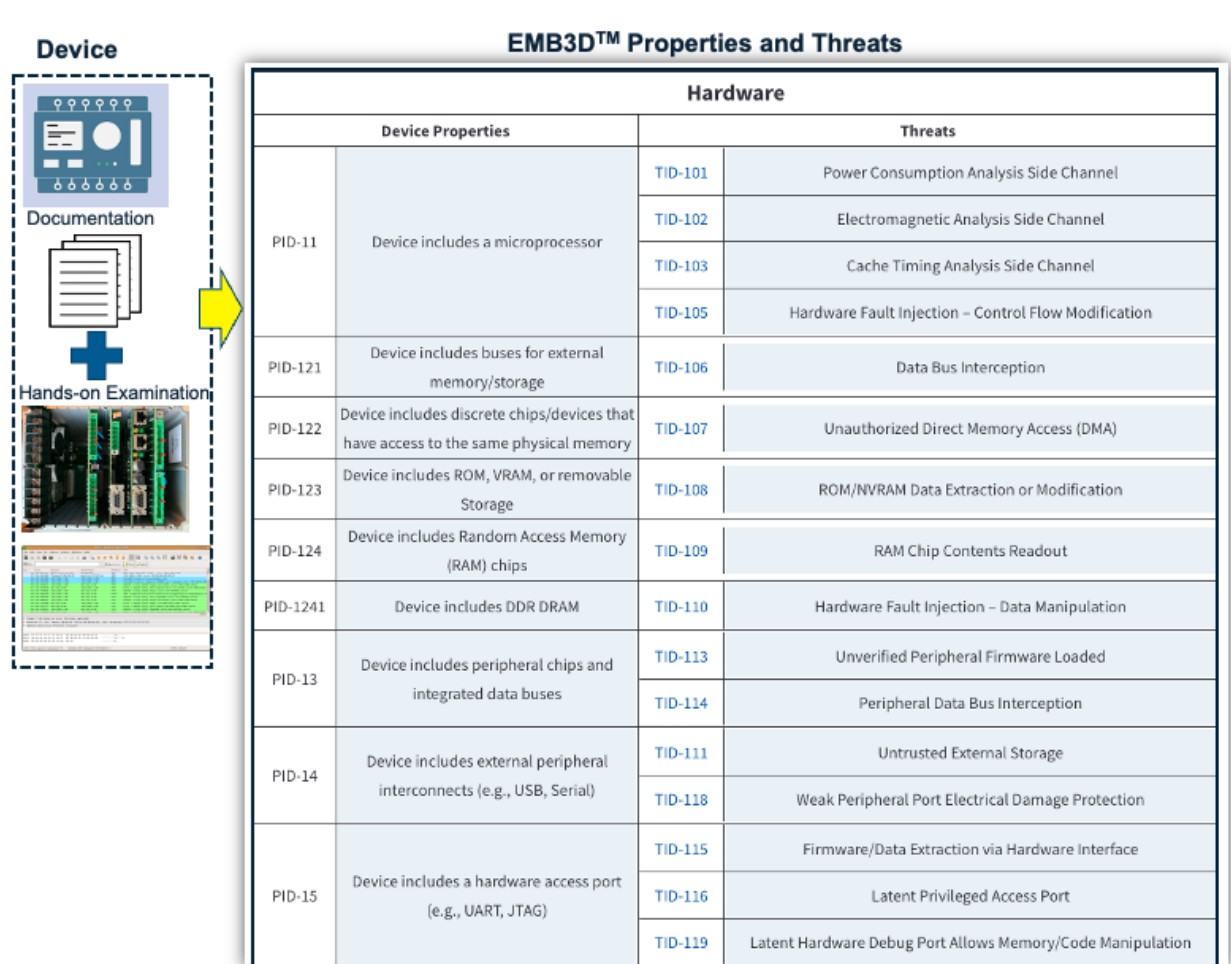 Device
EMB3D™ Properties and Threats
Documentation
Hands-on Examination
Hardware
Device Properties
Threats
PID-11
Device includes a microprocessor
TID-101
Power Consumption Analysis Side Channel
TID-102
Electromagnetic Analysis Side Channel
TID-103
Cache Timing Analysis Side Channel
TID-105
Hardware Fault Injection – Control Flow Modification
PID-121
Device includes buses for external
memory/storage
TID-106
Data Bus Interception
PID-122
Device includes discrete chips/devices that
have access to the same physical memory
TID-107
Unauthorized Direct Memory Access (DMA)
PID-123
Device includes ROM, VRAM, or removable
Storage
TID-108
ROM/NVRAM Data Extraction or Modification
PID-124
Device includes Random Access Memory
(RAM) chips
TID-109
RAM Chip Contents Readout
PID-1241
Device includes DDR DRAM
TID-110
Hardware Fault Injection – Data Manipulation
PID-13
Device includes peripheral chips and
integrated data buses
TID-113
Unverified Peripheral Firmware Loaded
TID-114
Peripheral Data Bus Interception
PID-14
Device includes external peripheral
interconnects (e.g., USB, Serial)
TID-111
Untrusted External Storage
TID-118
Weak Peripheral Port Electrical Damage Protection
PID-15
Device includes a hardware access port
(e.g., UART, JTAG)
TID-115
Firmware/Data Extraction via Hardware Interface
TID-116
Latent Privileged Access Port
TID-119
Latent Hardware Debug Port Allows Memory/Code Manipulation